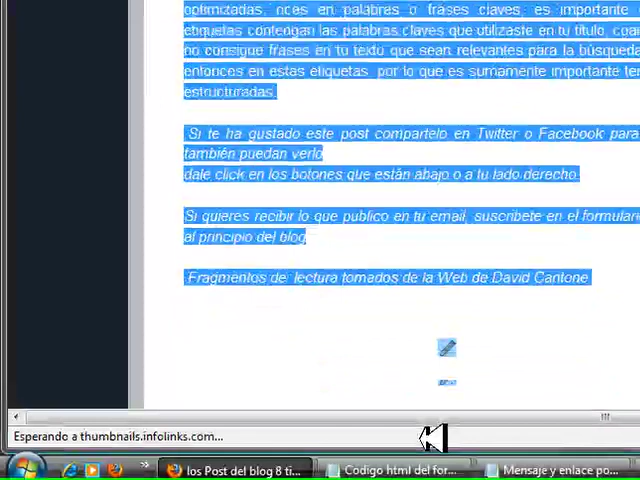 optimizadas, nces en palabras o frases claves, es importante
etiquetas contengan las palabras claves que utilizaste en tu titulo, cuan
no consigue frases en tu texto que sean relevantes para la búsqueda
entonces en estas etiquetas por lo que es sumamente importante ten
estructuradas.
Si te ha gustado este post compartelo en Twitter o Facebook para
también puedan verlo
dale click en los botones que están abajo o a tu lado derecho.
Si quieres recibir lo que publico en tu email, suscribete en el formulari
al principio del blog
Fragmentos de lectura tomados de la Web de David Cantone
Esperando a thumbnails.infolinks.com...
los Post del blog 8 ti...
Codigo html del for...
Mensaje y enlace po...